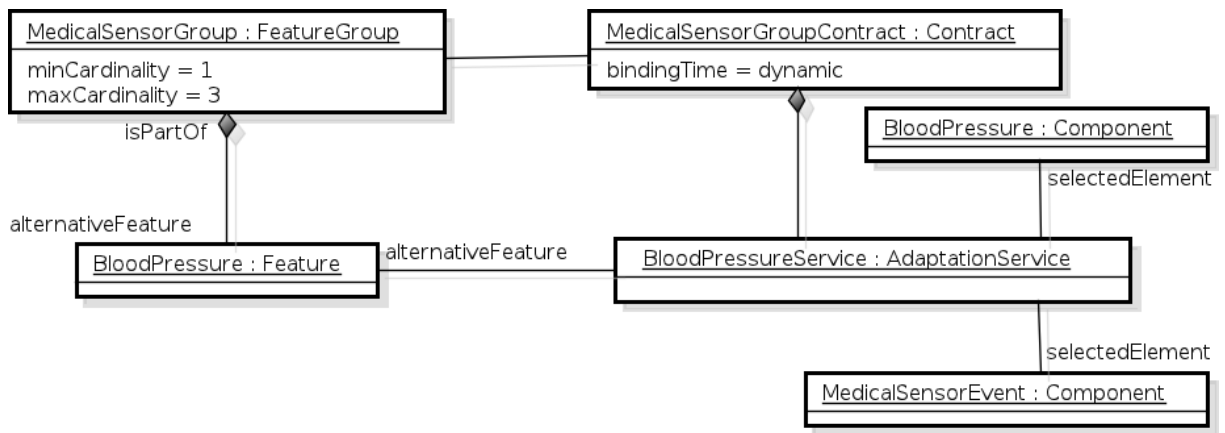 MedicalSensorGroup : FeatureGroup
minCardinality = 1
maxCardinality = 3
MedicalSensorGroupContract : Contract
bindingTime = dynamic
isPartOf
BloodPressure : Component
selectedElement
alternativeFeature
BloodPressure : Feature
alternativeFeature
BloodPressureService : AdaptationService
selectedElement
MedicalSensorEvent : Component